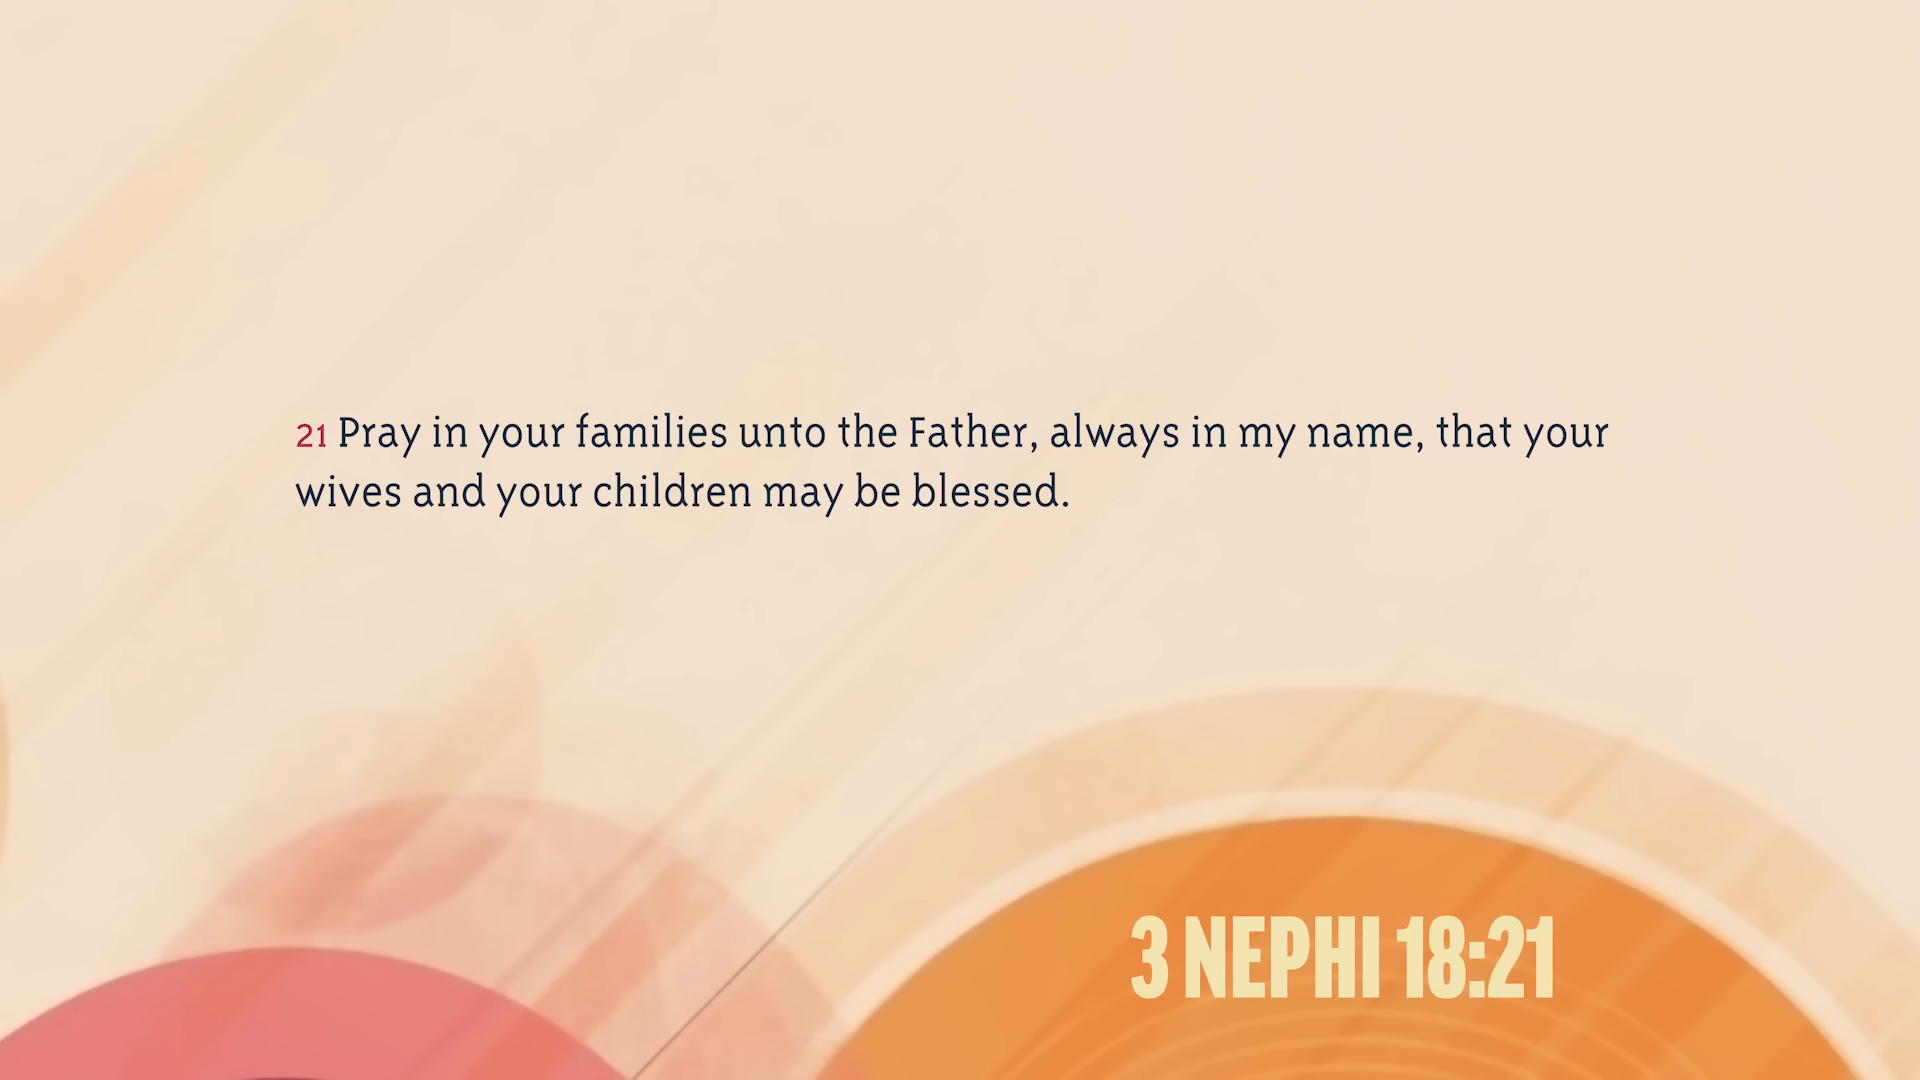 21 Pray in your families unto the Father, always in my name, that your
wives and your children may be blessed.
3 NEPHI 18:21